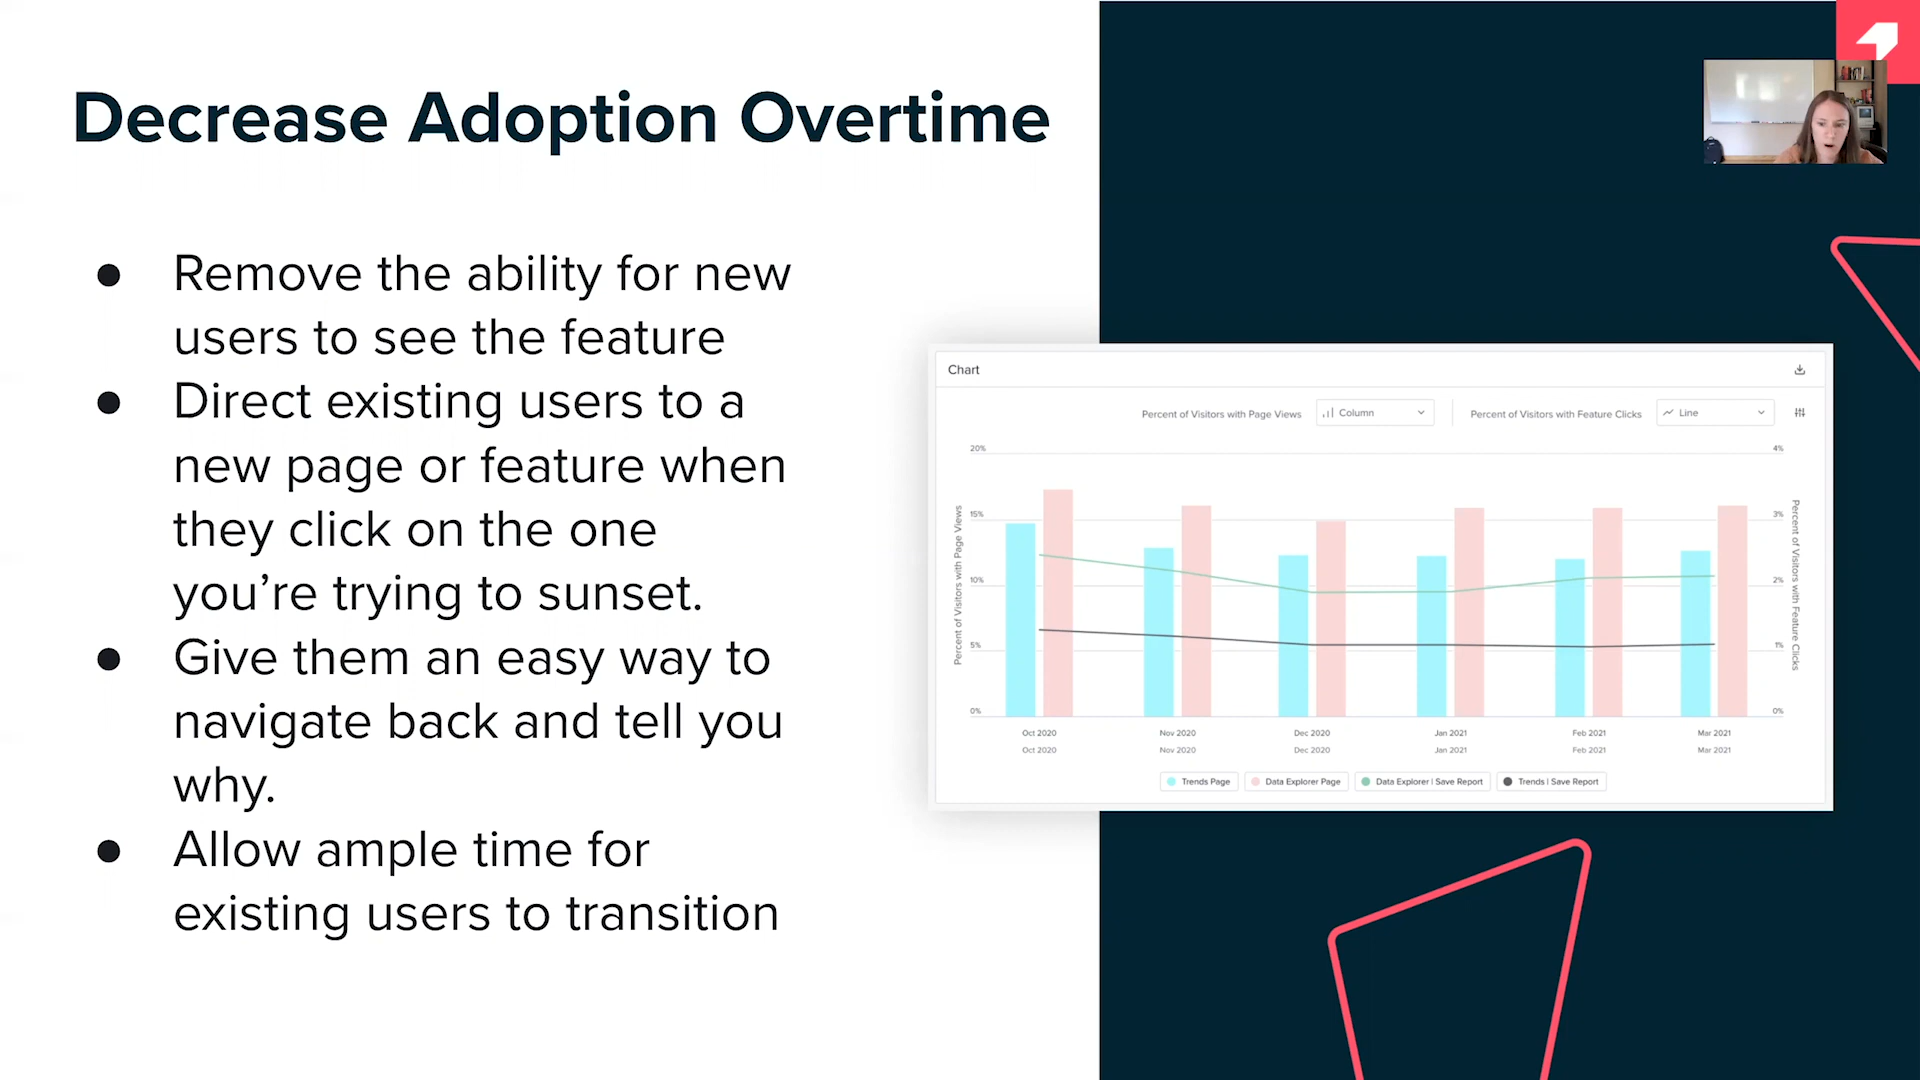 Decrease Adoption Overtime
● Remove the ability for new
users to see the feature
● Direct existing users to a
new page or feature when
they click on the one
you’re trying to sunset.
● Give them an easy way to
navigate back and tell you
why.
● Allow ample time for
existing users to transition
Chart
Percent of Visitors with Page Views Column Percent of Visitors with Feature Clicks Line
20% 4%
15% 3%
10% 2%
5% 1%
0% 0%
Percent of Visitors with Page Views
Percent of Visitors with Feature Clicks
Oct 2020 Nov 2020 Dec 2020 Jan 2021 Feb 2021 Mar 2021
Oct 2020 Nov 2020 Dec 2020 Jan 2021 Feb 2021 Mar 2021
Trends Page Data Explorer Page Data Explorer | Save Report Trends | Save Report